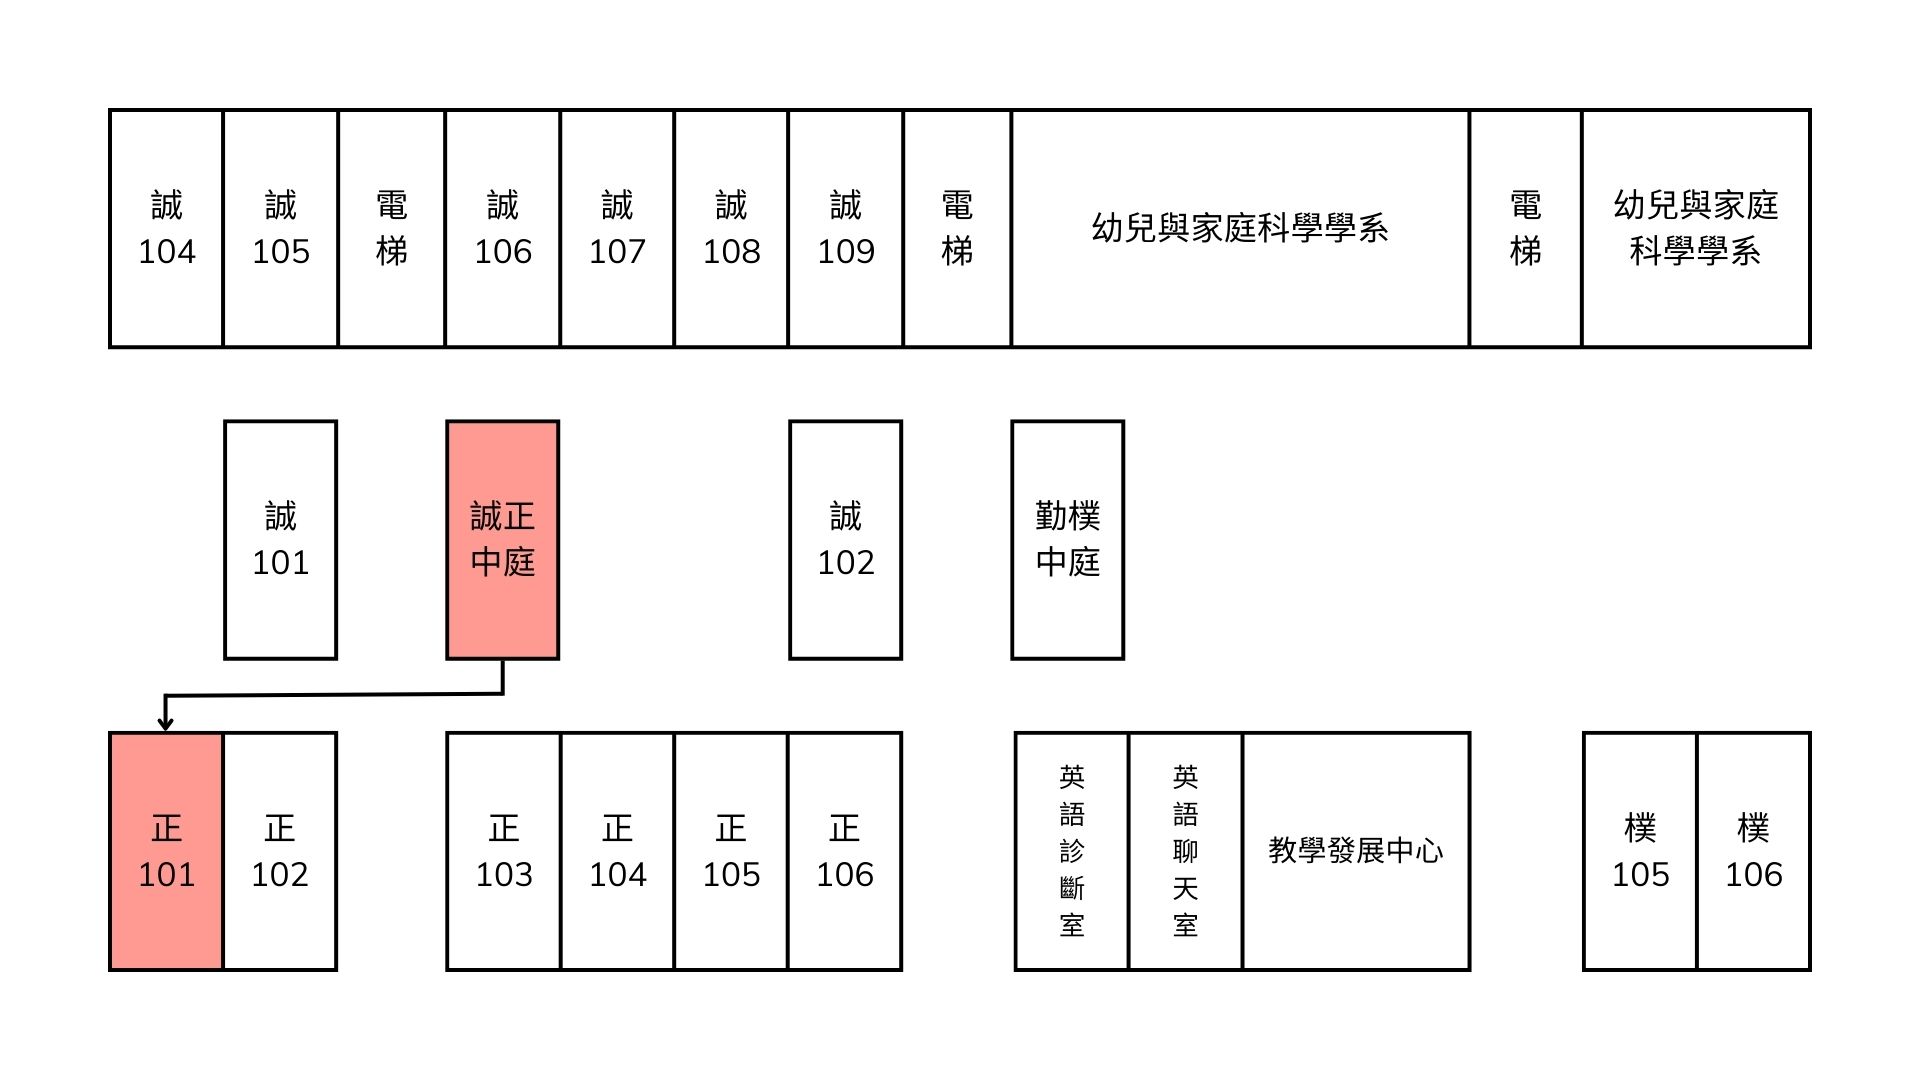 誠
104
誠
105
電
梯
誠
106
誠
107
誠
108
誠
109
電
梯
幼兒與家庭科學學系
電
梯
幼兒與家庭
科學學系
誠
101
誠正
中庭
誠
102
勤樸
中庭
正
101
正
102
正
103
正
104
正
105
正
106
英
語
診
斷
室
英
語
聊
天
室
教學發展中心
樸
105
樸
106